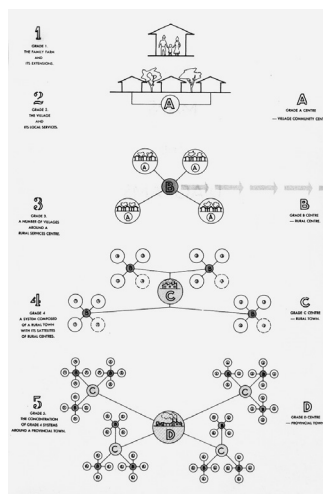 1
GRADE 1.
THE FAMILY FARM
AND
ITS EXTENSIONS.
2
GRADE 2.
THE VILLAGE
AND
ITS LOCAL SERVICES.
A
A
GRADE A CENTRE
— VILLAGE COMMUNITY CENT
A
A
B
A
A
3
GRADE 3.
A NUMBER OF VILLAGES
AROUND A
RURAL SERVICES CENTRE.
B
GRADE B CENTRE
— RURAL CENTRE.
B
B
C
B
B
4
GRADE 4
A SYSTEM COMPOSED
OF A RURAL TOWN
WITH ITS SATELLITES
OF RURAL CENTRES.
C
GRADE C CENTRE
— RURAL TOWN.
C
C
D
C
C
5
GRADE 5.
THE CONCENTRATION
OF GRADE 4 SYSTEMS
AROUND A PROVINCIAL TOWN.
D
GRADE D CENTRE
— PROVINCIAL TOWN